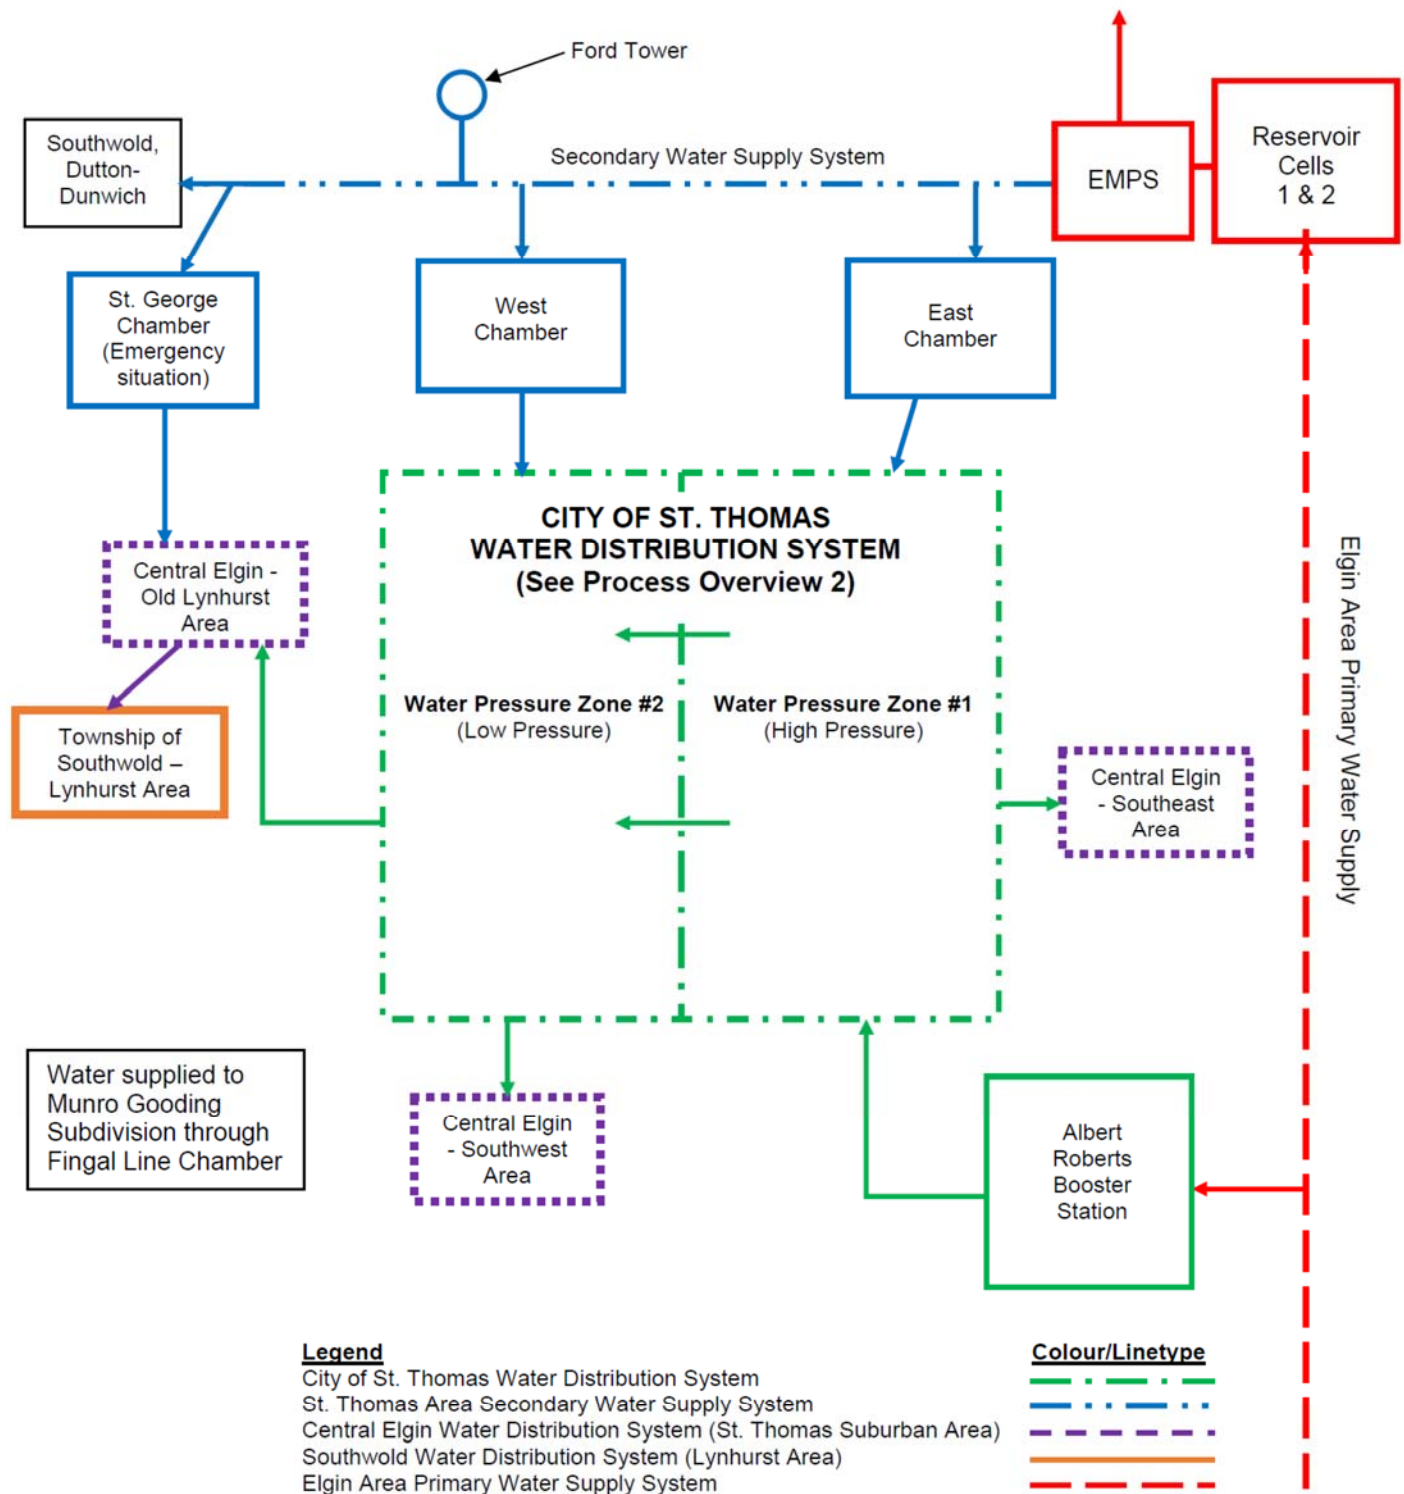 Ford Tower
Southwold,
Dutton-
Dunwich
Secondary Water Supply System
EMPS
Reservoir
Cells
1 & 2
St. George
Chamber
(Emergency
situation)
West
Chamber
East
Chamber
CITY OF ST. THOMAS
WATER DISTRIBUTION SYSTEM
(See Process Overview 2)
Central Elgin -
Old Lynhurst
Area
Elgin Area Primary Water Supply
Water Pressure Zone #2
(Low Pressure)
Water Pressure Zone #1
(High Pressure)
Township of
Southwold –
Lynhurst Area
Central Elgin
- Southeast
Area
Water supplied to
Munro Gooding
Subdivision through
Fingal Line Chamber
Central Elgin
- Southwest
Area
Albert
Roberts
Booster
Station
Legend
Colour/Linetype
City of St. Thomas Water Distribution System
St. Thomas Area Secondary Water Supply System
Central Elgin Water Distribution System (St. Thomas Suburban Area)
Southwold Water Distribution System (Lynhurst Area)
Elgin Area Primary Water Supply System